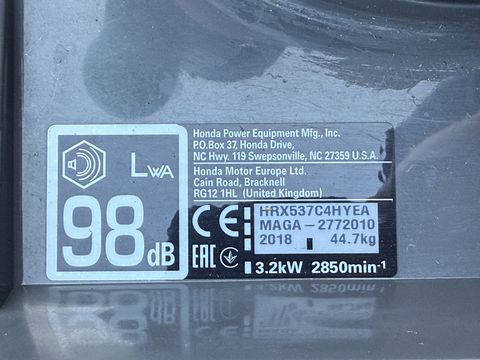 LWA
98dB
Honda Power Equipment Mfg., Inc.
P.O.Box 37, Honda Drive,
NC Hwy. 119 Swepsonville, NC 27359 U.S.A.
Honda Motor Europe Ltd.
Cain Road, Bracknell
RG12 1HL (United Kingdom)
CE
HRX537C4HYEA
MAGA-2772010
2018 44.7kg
EAC
3.2kW 2850min-1